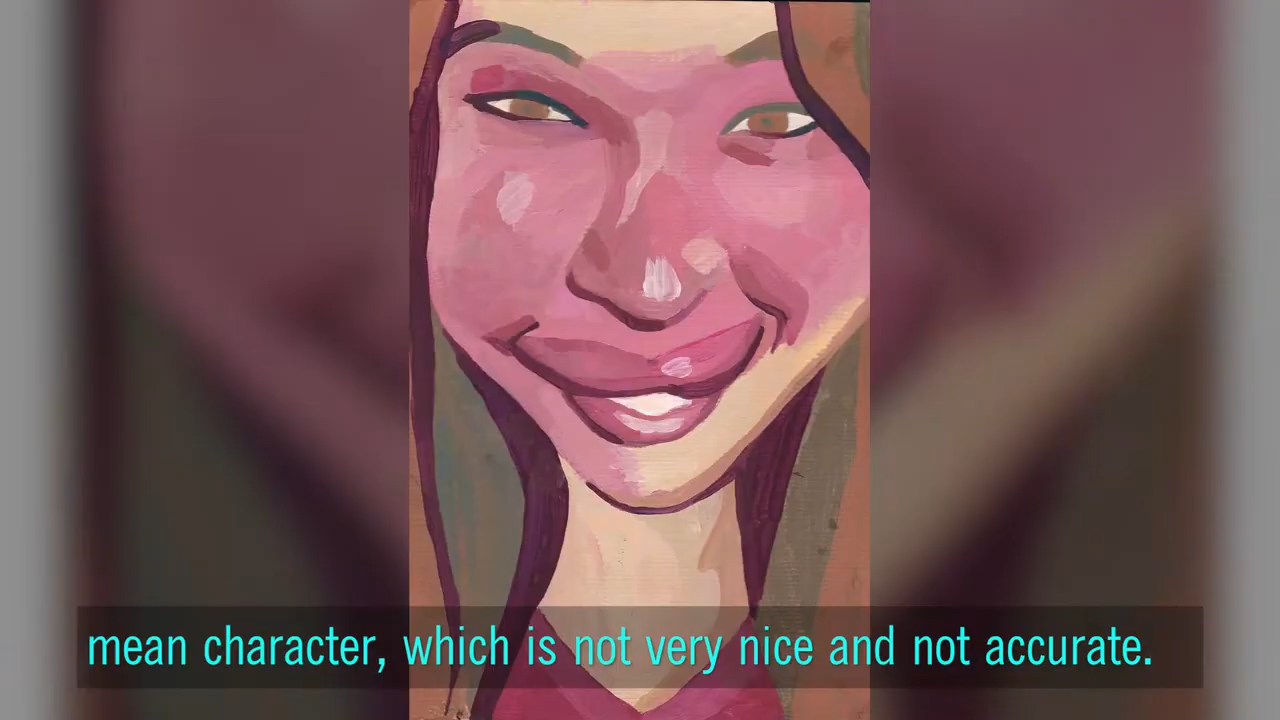 mean character, which is not very nice and not accurate.